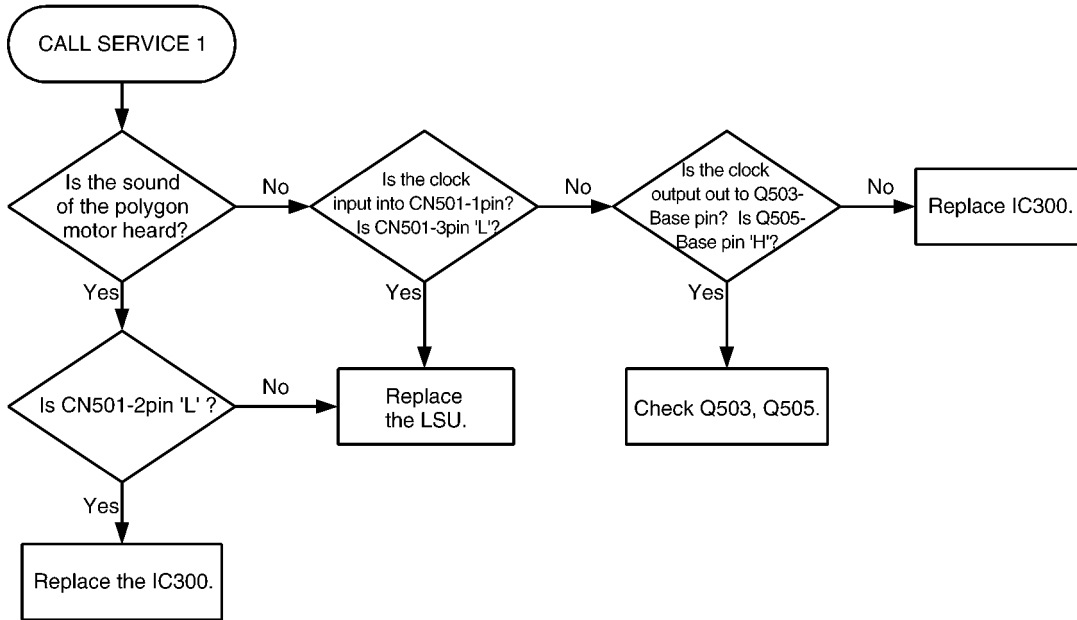 CALL SERVICE 1
Is the sound
of the polygon
motor heard?
No
Is the clock
input into CN501-1pin?
Is CN501-3pin 'L'?
No
Is the clock
output out to Q503-
Base pin? Is Q505-
Base pin 'H'?
No
Replace IC300.
Yes
Yes
Yes
Is CN501-2pin 'L' ?
No
Replace
the LSU.
Check Q503, Q505.
Yes
Replace the IC300.